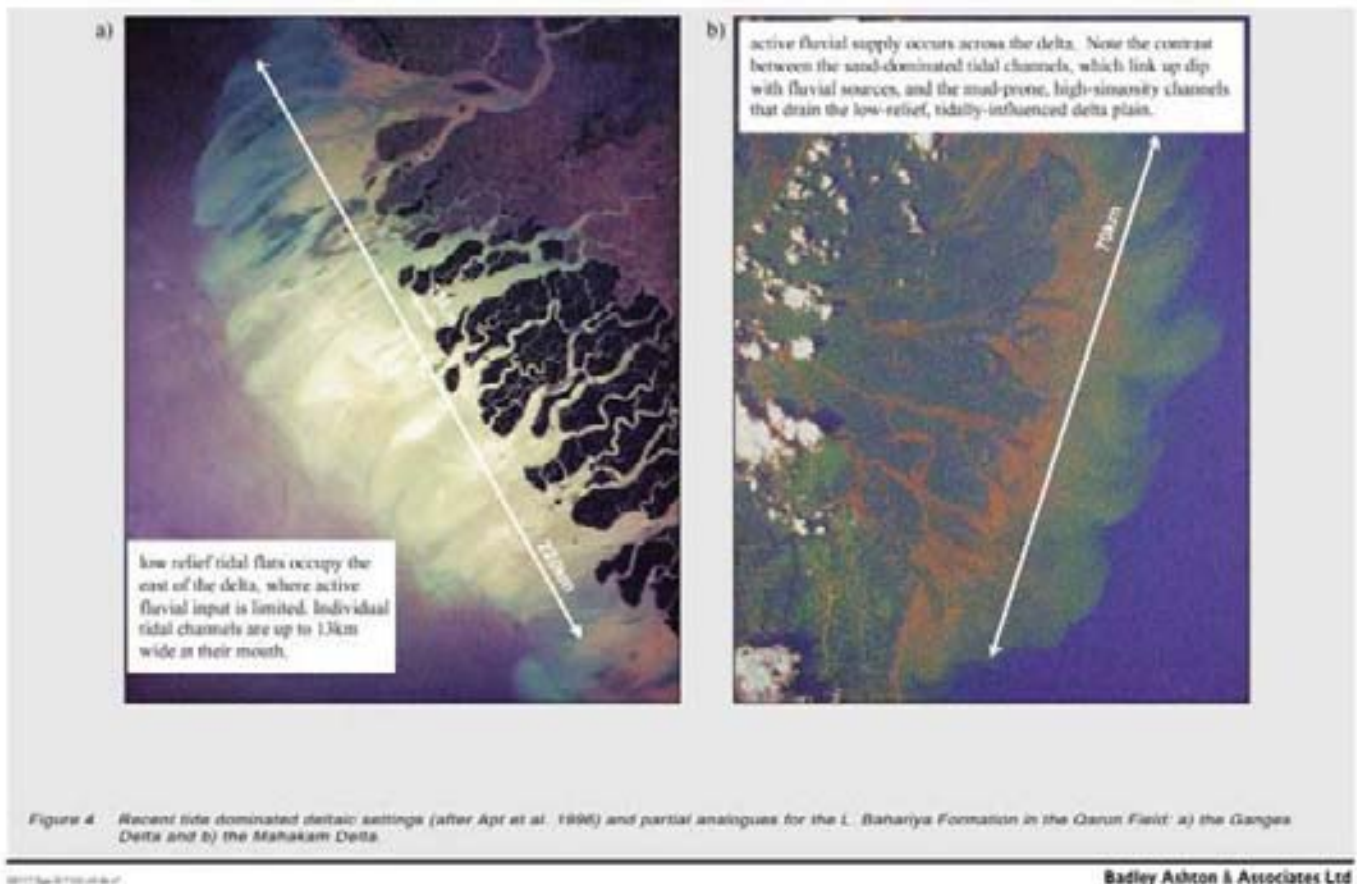 a)
low relief tidal flats occupy the
east of the delta, where active
fluvial input is limited. Individual
tidal channels are up to 13km
wide at their mouth.
220km
b)
active fluvial supply occurs across the delta. Note the contrast
between the sand-dominated tidal channels, which link up dip
with fluvial sources, and the mud-prone, high-sinuosity channels
that drain the low-relief, tidally-influenced delta plain.
70km
Figure 4 Recent tide dominated deltaic settings (after Apt et al. 1996) and partial analogues for the L. Bahariya Formation in the Qarun Field: a) the Ganges
Delta and b) the Mahakam Delta.
Badley Ashton & Associates Ltd